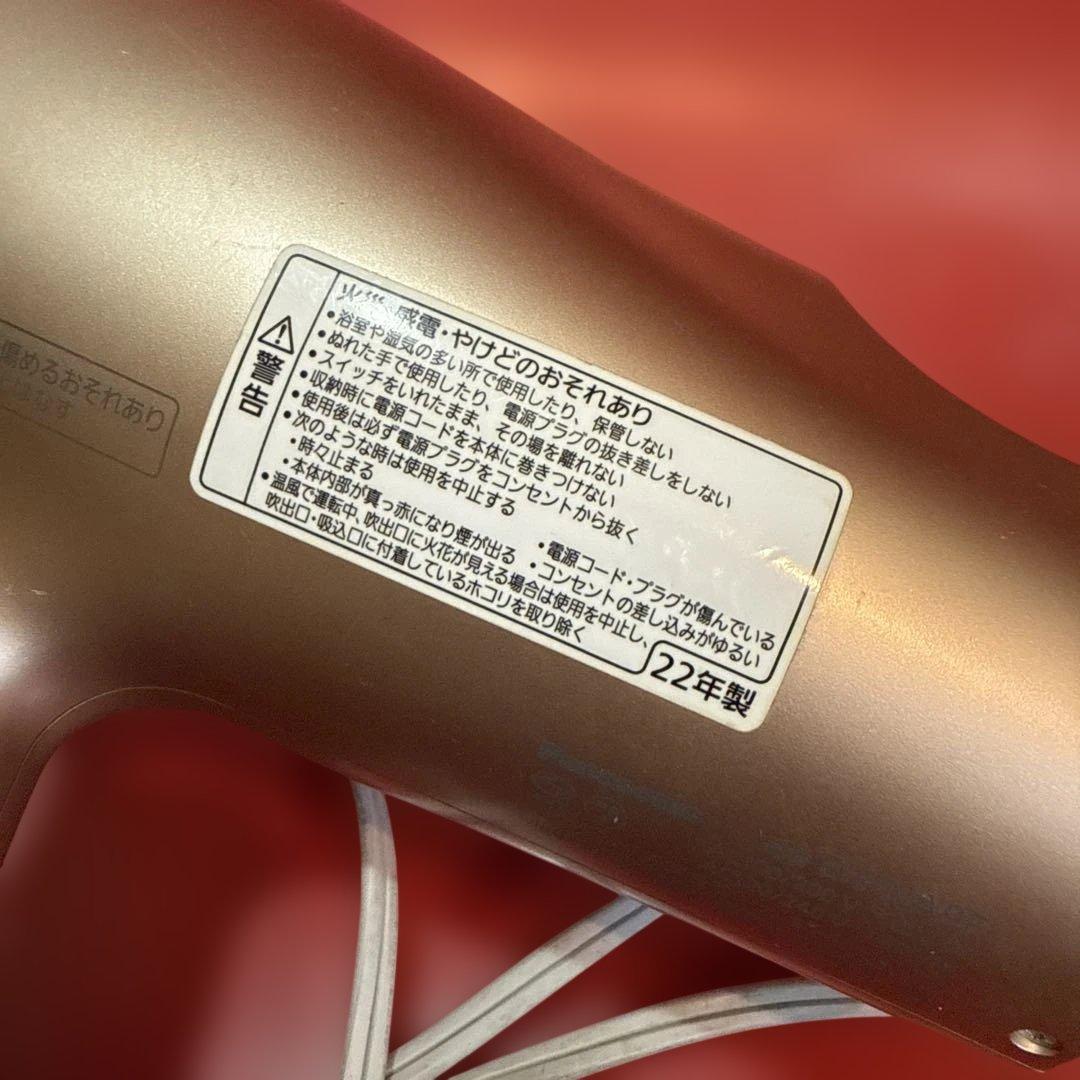 警告
感電・やけどのおそれあり
•浴室や湿気の多い所で使用したり、保管しない
•ぬれた手で使用したり、電源プラグの抜き差しをしない
•スイッチをいれたまま、その場を離れない
•収納時に電源コードを本体に巻きつけない
•使用後は必ず電源プラグをコンセントから抜く
•次のような時は使用を中止する
•時々止まる
•電源コード・プラグが傷んでいる
•本体内部が真っ赤になり煙が出る
•コンセントの差し込みがゆるい
•温風で運転中、吹出口に火花が見える場合は使用を中止し、
吹出口・吸込口に付着しているホコリを取り除く
22年製
傷めるおそれあり